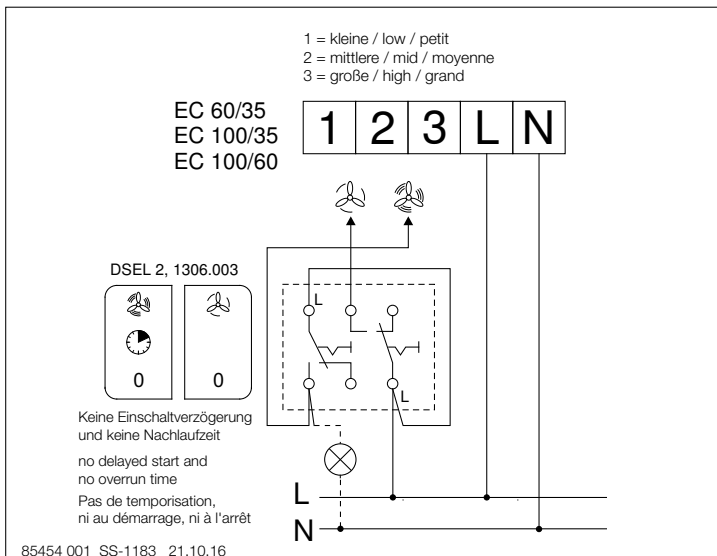 1 = kleine / low / petit
2 = mittlere / mid / moyenne
3 = große / high / grand
EC 60/35
EC 100/35
EC 100/60
1 2 3 L N
DSEL 2, 1306.003
L
0 0
L
Keine Einschaltverzögerung
und keine Nachlaufzeit
no delayed start and
no overrun time
Pas de temporisation,
ni au démarrage, ni à l'arrêt
L
N
85454 001 SS-1183 21.10.16